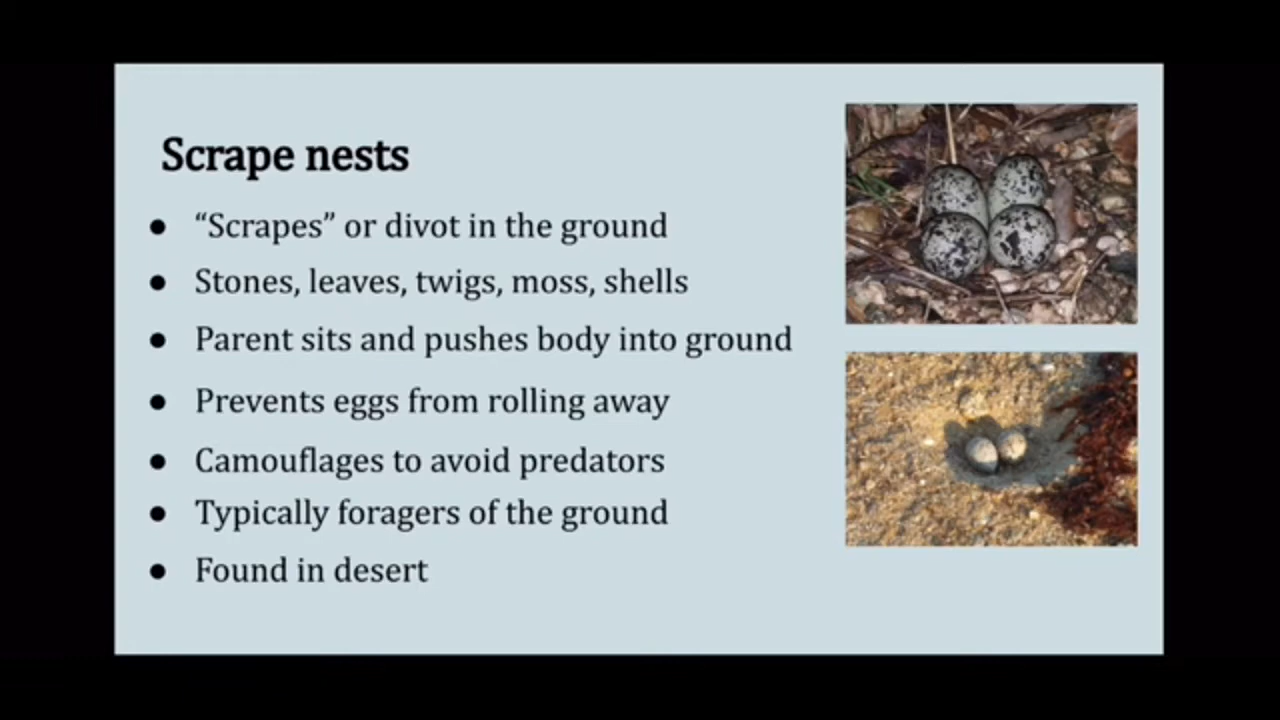 Scrape nests
● “Scrapes” or divot in the ground
● Stones, leaves, twigs, moss, shells
● Parent sits and pushes body into ground
● Prevents eggs from rolling away
● Camouflages to avoid predators
● Typically foragers of the ground
● Found in desert